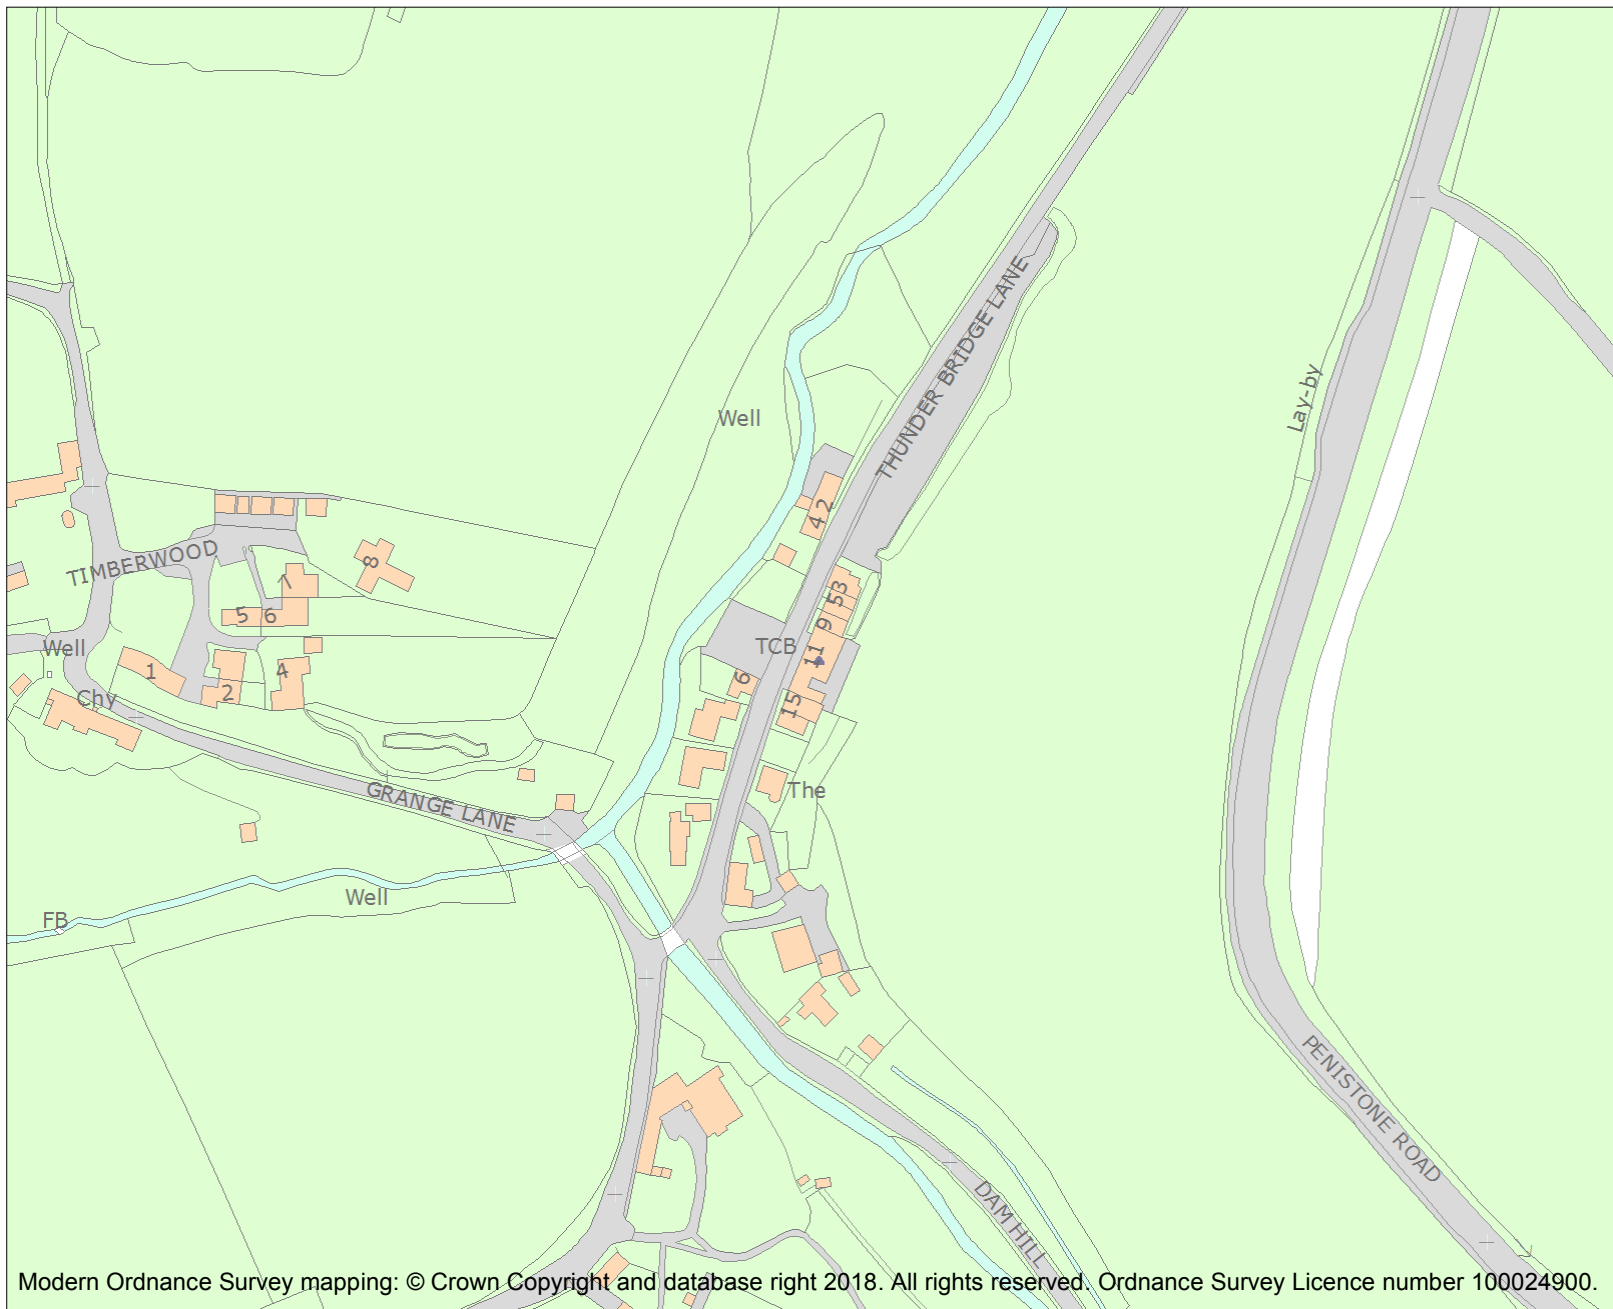 THUNDER BRIDGE LANE
Lay-by
Well
4 2
TIMBERWOOD
8
7
5 6
53
9
11
TCB
Well
1
2
4
6
15
Chy
The
GRANGE LANE
Well
FB
PENISTONE ROAD
DAM HILL
Modern Ordnance Survey mapping: © Crown Copyright and database right 2018. All rights reserved. Ordnance Survey Licence number 100024900.